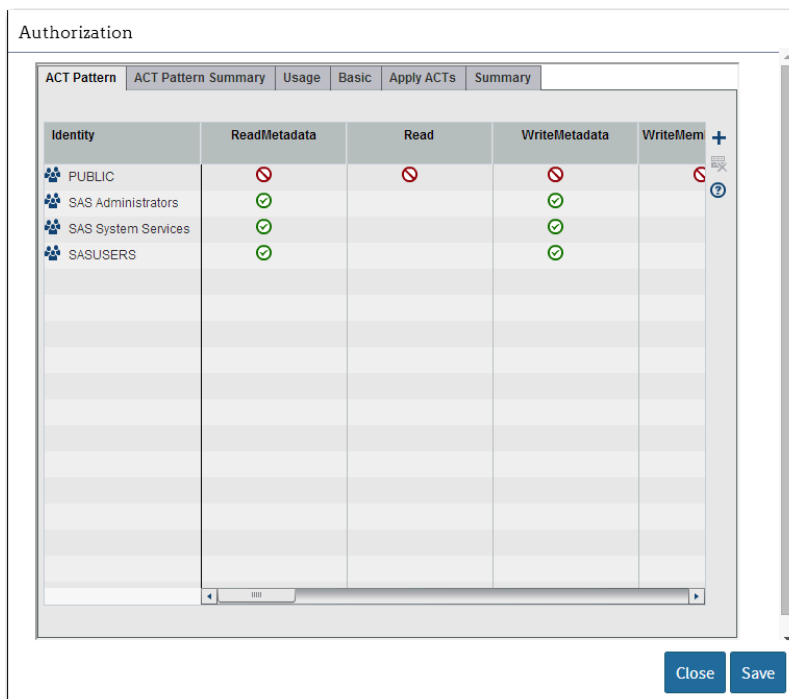 Authorization
ACT Pattern ACT Pattern Summary Usage Basic Apply ACTs Summary
Identity ReadMetadata Read WriteMetadata WriteMem
PUBLIC
SAS Administrators
SAS System Services
SASUSERS
Close Save